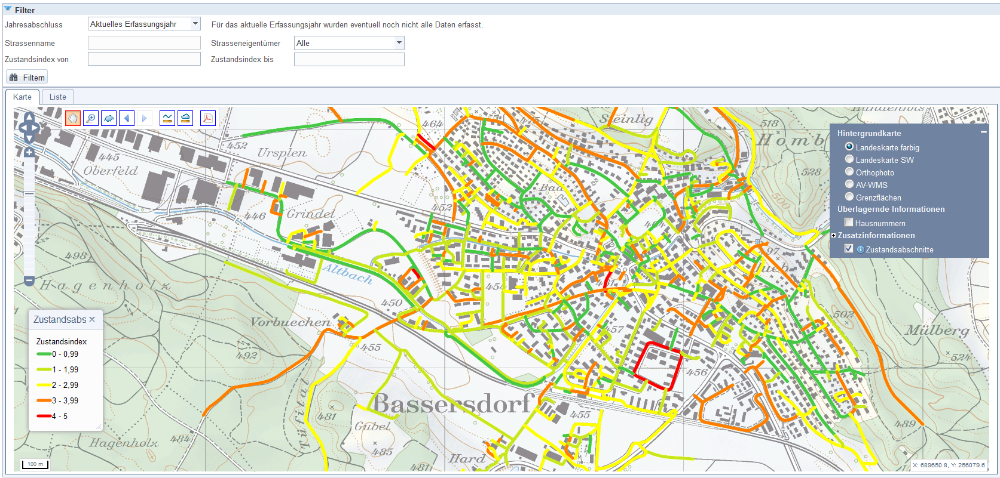 Filter
Jahresabschluss Aktuelles Erfassungsjahr Für das aktuelle Erfassungsjahr wurden eventuell noch nicht alle Daten erfasst.
Strassenname Strasseneigentümer Alle
Zustandsindex von Zustandsindex bis
Filtern
Karte Liste
Steinlig
464
475
518
Homb
452
Ursplen
445
Oberfeld
528
Hintergrundkarte
Landeskarte farbig
Landeskarte SW
Orthophoto
AV-WMS
Grenzflächen
Überlagernde Informationen
Hausnummern
Zusatzinformationen
Zustandsabschnitte
500
446
Grindel
452
464
498
Hagenholz
Altbach
454
450
Vorbuechen
457
502
Mülberg
455
492
524
456
Zustandsabs
Zustandsindex
0 - 0,99
1 - 1,99
2 - 2,99
3 - 3,99
4 - 5
Bassersdorf
481
455
Gubel
489
484
Hagenholz
485
Hard
481
100 m
X: 689650.8, Y: 256079.6